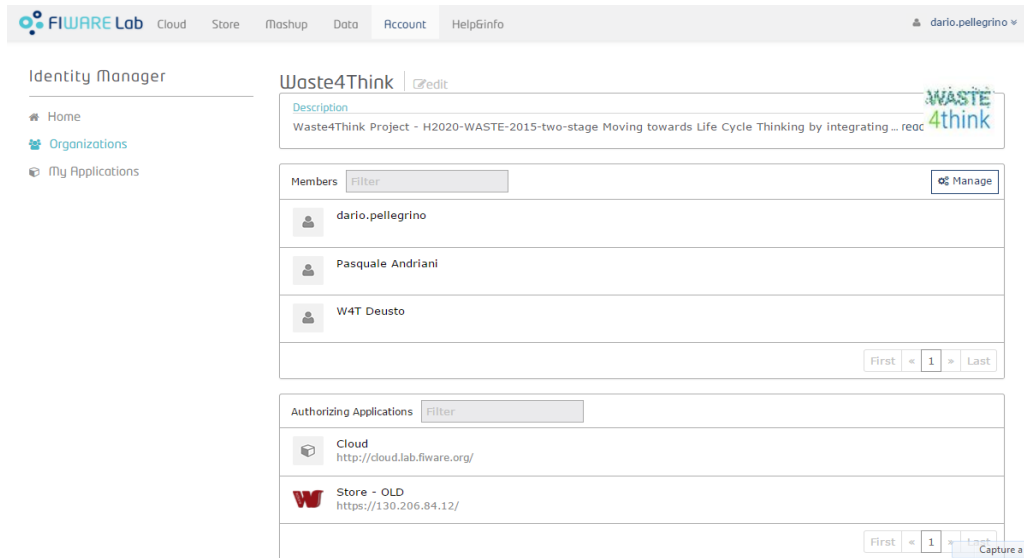 FIWARE Lab Cloud Store Mashup Data Account Help&info dario.pellegrino
Identity Manager
Home
Organizations
My Applications
Waste4Think edit
Description
Waste4Think Project - H2020-WASTE-2015-two-stage Moving towards Life Cycle Thinking by integrating ... read
WASTE
4think
Members Filter Manage
dario.pellegrino
Pasquale Andriani
W4T Deusto
First « 1 » Last
Authorizing Applications Filter
Cloud
http://cloud.lab.fiware.org/
Store - OLD
https://130.206.84.12/
First « 1 »
Capture a